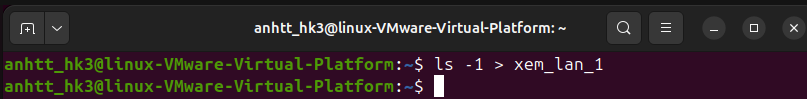 anhtt_hk3@linux-VMware-Virtual-Platform: ~
anhtt_hk3@linux-VMware-Virtual-Platform:~$ ls -1 > xem_lan_1
anhtt_hk3@linux-VMware-Virtual-Platform:~$